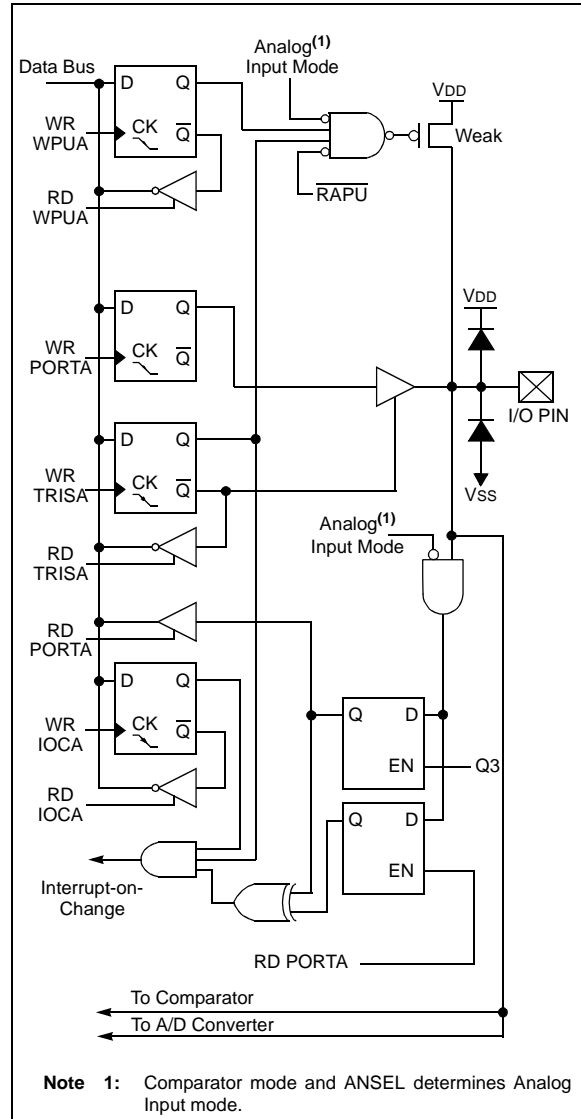 Analog(1)
Input Mode
Data Bus
D Q
VDD
WR
WPUA
CK Q
Weak
RD
WPUA
RAPU
D Q
VDD
WR
PORTA
CK Q
I/O PIN
D Q
WR
TRISA
CK Q
VSS
Analog(1)
Input Mode
RD
TRISA
RD
PORTA
D Q
Q D
WR
IOCA
CK Q
EN
Q3
RD
IOCA
Q D
EN
Interrupt-on-
Change
RD PORTA
To Comparator
To A/D Converter
Note 1: Comparator mode and ANSEL determines Analog
Input mode.